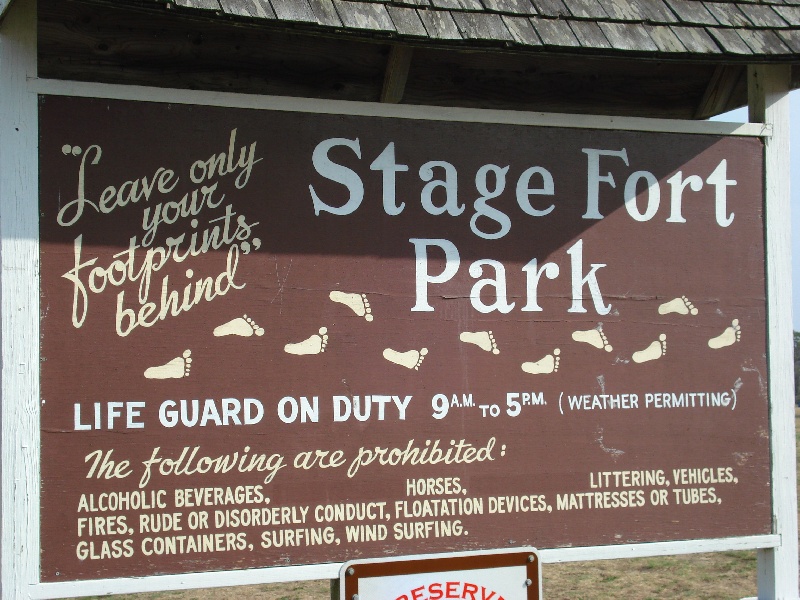 "Leave only
your
footprints
behind"
Stage Fort
Park
LIFE GUARD ON DUTY 9A.M. TO 5P.M. (WEATHER PERMITTING)
The following are prohibited:
ALCOHOLIC BEVERAGES, HORSES, LITTERING, VEHICLES,
FIRES, RUDE OR DISORDERLY CONDUCT, FLOATATION DEVICES, MATTRESSES OR TUBES,
GLASS CONTAINERS, SURFING, WIND SURFING.